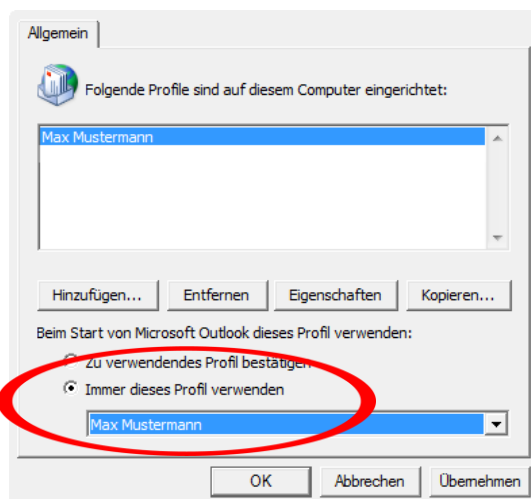 Allgemein
Folgende Profile sind auf diesem Computer eingerichtet:
Max Mustermann
Hinzufügen... Entfernen Eigenschaften Kopieren...
Beim Start von Microsoft Outlook dieses Profil verwenden:
Zu verwendendes Profil bestätigen
Immer dieses Profil verwenden
Max Mustermann
OK Abbrechen Übernehmen